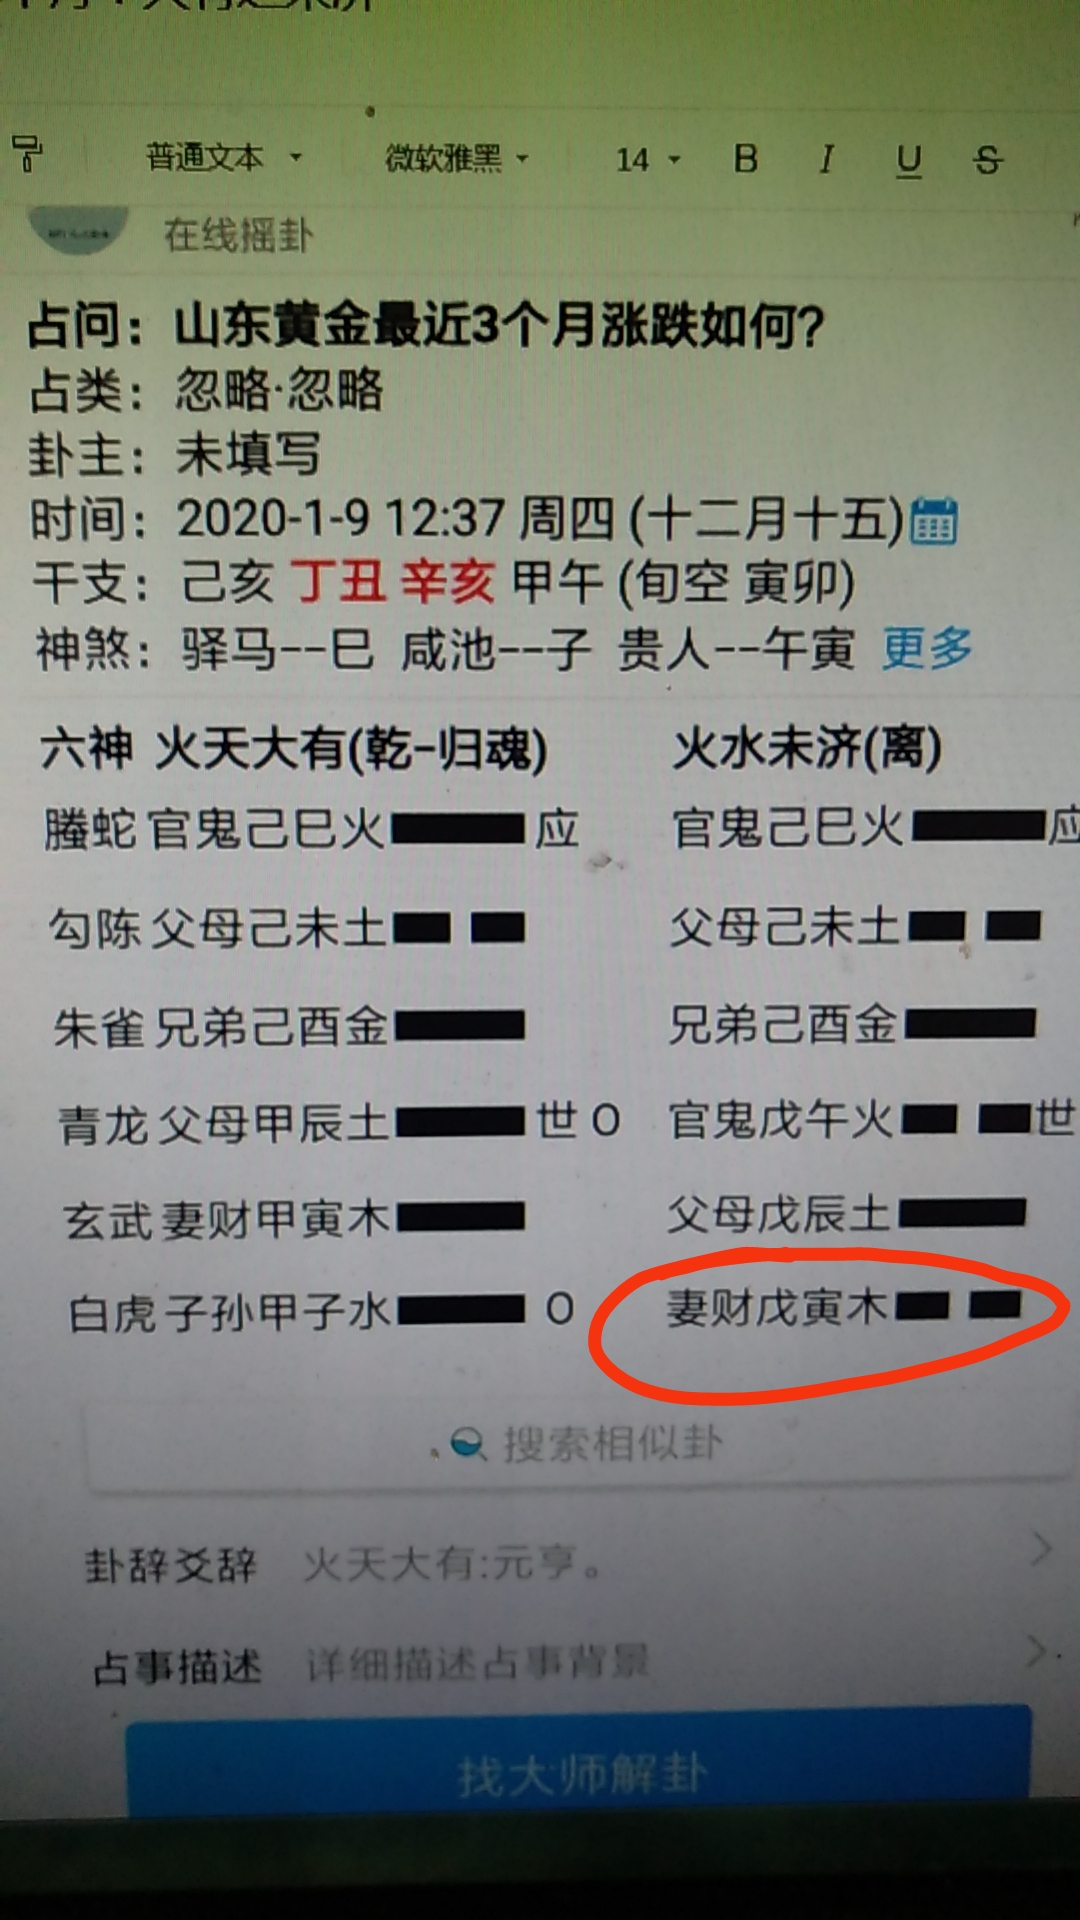 普通文本 微软雅黑 14 B I U S
在线摇卦
占问：山东黄金最近3个月涨跌如何？
占类：忽略·忽略
卦主：未填写
时间：2020-1-9 12:37 周四 (十二月十五)
干支：己亥 丁丑 辛亥 甲午 (旬空 寅卯)
神煞：驿马--巳 咸池--子 贵人--午寅 更多
六神 火天大有(乾-归魂) 火水未济(离)
螣蛇 官鬼己巳火 应 官鬼己巳火 应
勾陈 父母己未土 父母己未土
朱雀 兄弟己酉金 兄弟己酉金
青龙 父母甲辰土 世 O 官鬼戊午火 世
玄武 妻财甲寅木 父母戊辰土
白虎 子孙甲子水 O 妻财戊寅木
搜索相似卦
卦辞爻辞 火天大有:元亨。
占事描述 详细描述占事背景
找大师解卦